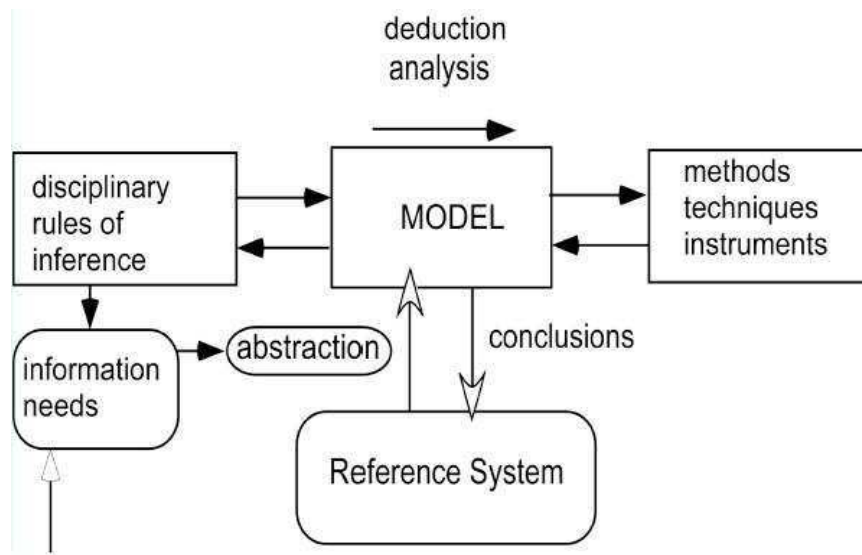 deduction
analysis
disciplinary
rules of
inference
MODEL
methods
techniques
instruments
information
needs
abstraction
conclusions
Reference System